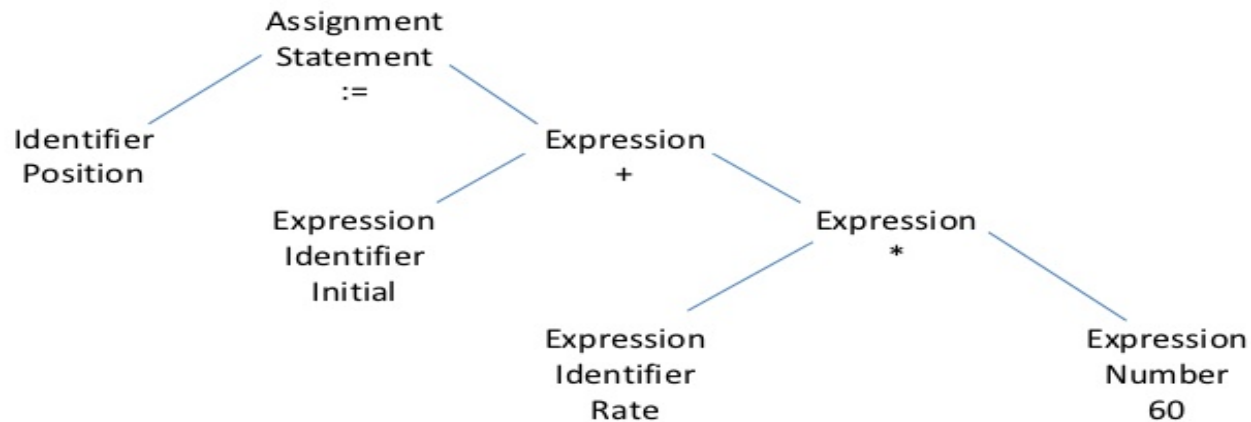 Assignment
Statement
:=
Identifier
Position
Expression
+
Expression
Identifier
Initial
Expression
*
Expression
Identifier
Rate
Expression
Number
60